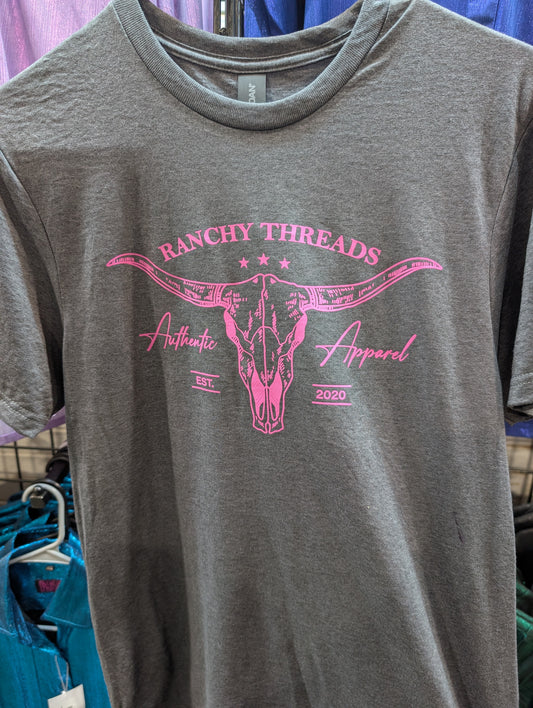 RANCHY THREADS
Authentic
Apparel
EST.
2020